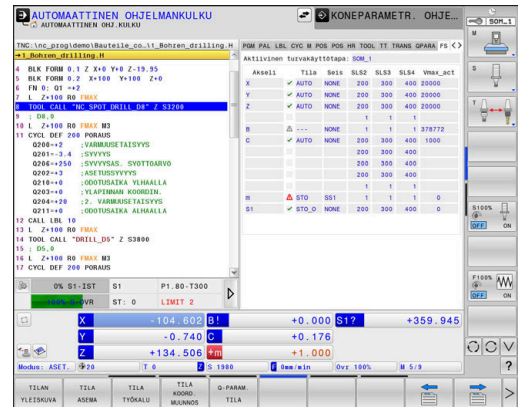 AUTOMAATTINEN OHJELMANKULKU
AUTOMAATTINEN OHJ.KULKU
KONEPARAMETR. OHJE...
SOM_1
TNC:\nc_prog\demo\Bauteile_co…\1_Bohren_drilling.H
→1_Bohren_drilling.H
4 BLK FORM 0.1 Z X+0 Y+0 Z-19.95
5 BLK FORM 0.2 X+100 Y+100 Z+0
6 FN 0: Q1 =+2
7 L Z+100 R0 FMAX
8 TOOL CALL "NC_SPOT_DRILL_D8" Z S3200
9 ; D8,0
10 L Z+100 R0 FMAX M3
11 CYCL DEF 200 PORAUS
Q200=+2 ;VARMUUSETAISYYS
Q201=-3.4 ;SYVYYS
Q206=+250 ;SYVYYSAS. SYOTTOARVO
Q202=+3 ;ASETUSSYVYYS
Q210=+0 ;ODOTUSAIKA YLHAALLA
Q203=+0 ;YLAPINNAN KOORDIN.
Q204=+20 ;2. VARMUUSETAISYYS
Q211=+0 ;ODOTUSAIKA ALHAALLA
12 CALL LBL 10
13 L Z+100 R0 FMAX
14 TOOL CALL "DRILL_D5" Z S3800
15 ; D5,0
16 L Z+100 R0 FMAX M3
17 CYCL DEF 200 PORAUS
PGM PAL LBL CYC M POS POS HR TOOL TT TRANS QPARA FS
Aktiivinen turvakäyttötapa: SOM_1
Akseli Tila Seis SLS2 SLS3 SLS4 Vmax_act
X AUTO NONE 200 300 400 20000
Y AUTO NONE 200 300 400 20000
Z AUTO NONE 200 300 400 20000
1 1 1
B --- NONE 1 1 1 378772
C AUTO NONE 200 300 400 1000
200 300 400
200 300 400
200 300 400
1 1 1
m STO SS1 1 1 1 0
S1 STO_O NONE 200 300 400 0
0% S1-IST S1 P1.80-T300
100% S-OVR ST: 0 LIMIT 2
X -104.602 B! +0.000 S1? +359.945
Y -0.740 C +0.176
Z +134.506 +m +1.000
Modus: ASET. 20 T 0 Z S 1900 F 0mm/min Ovr 100% M 5/9
M
S
T
S100%
OFF ON
F100%
OFF ON
?
TILAN YLEISKUVA
TILA ASEMA
TILA TYÖKALU
TILA KOORD. MUUNNOS
Q-PARAM. TILA